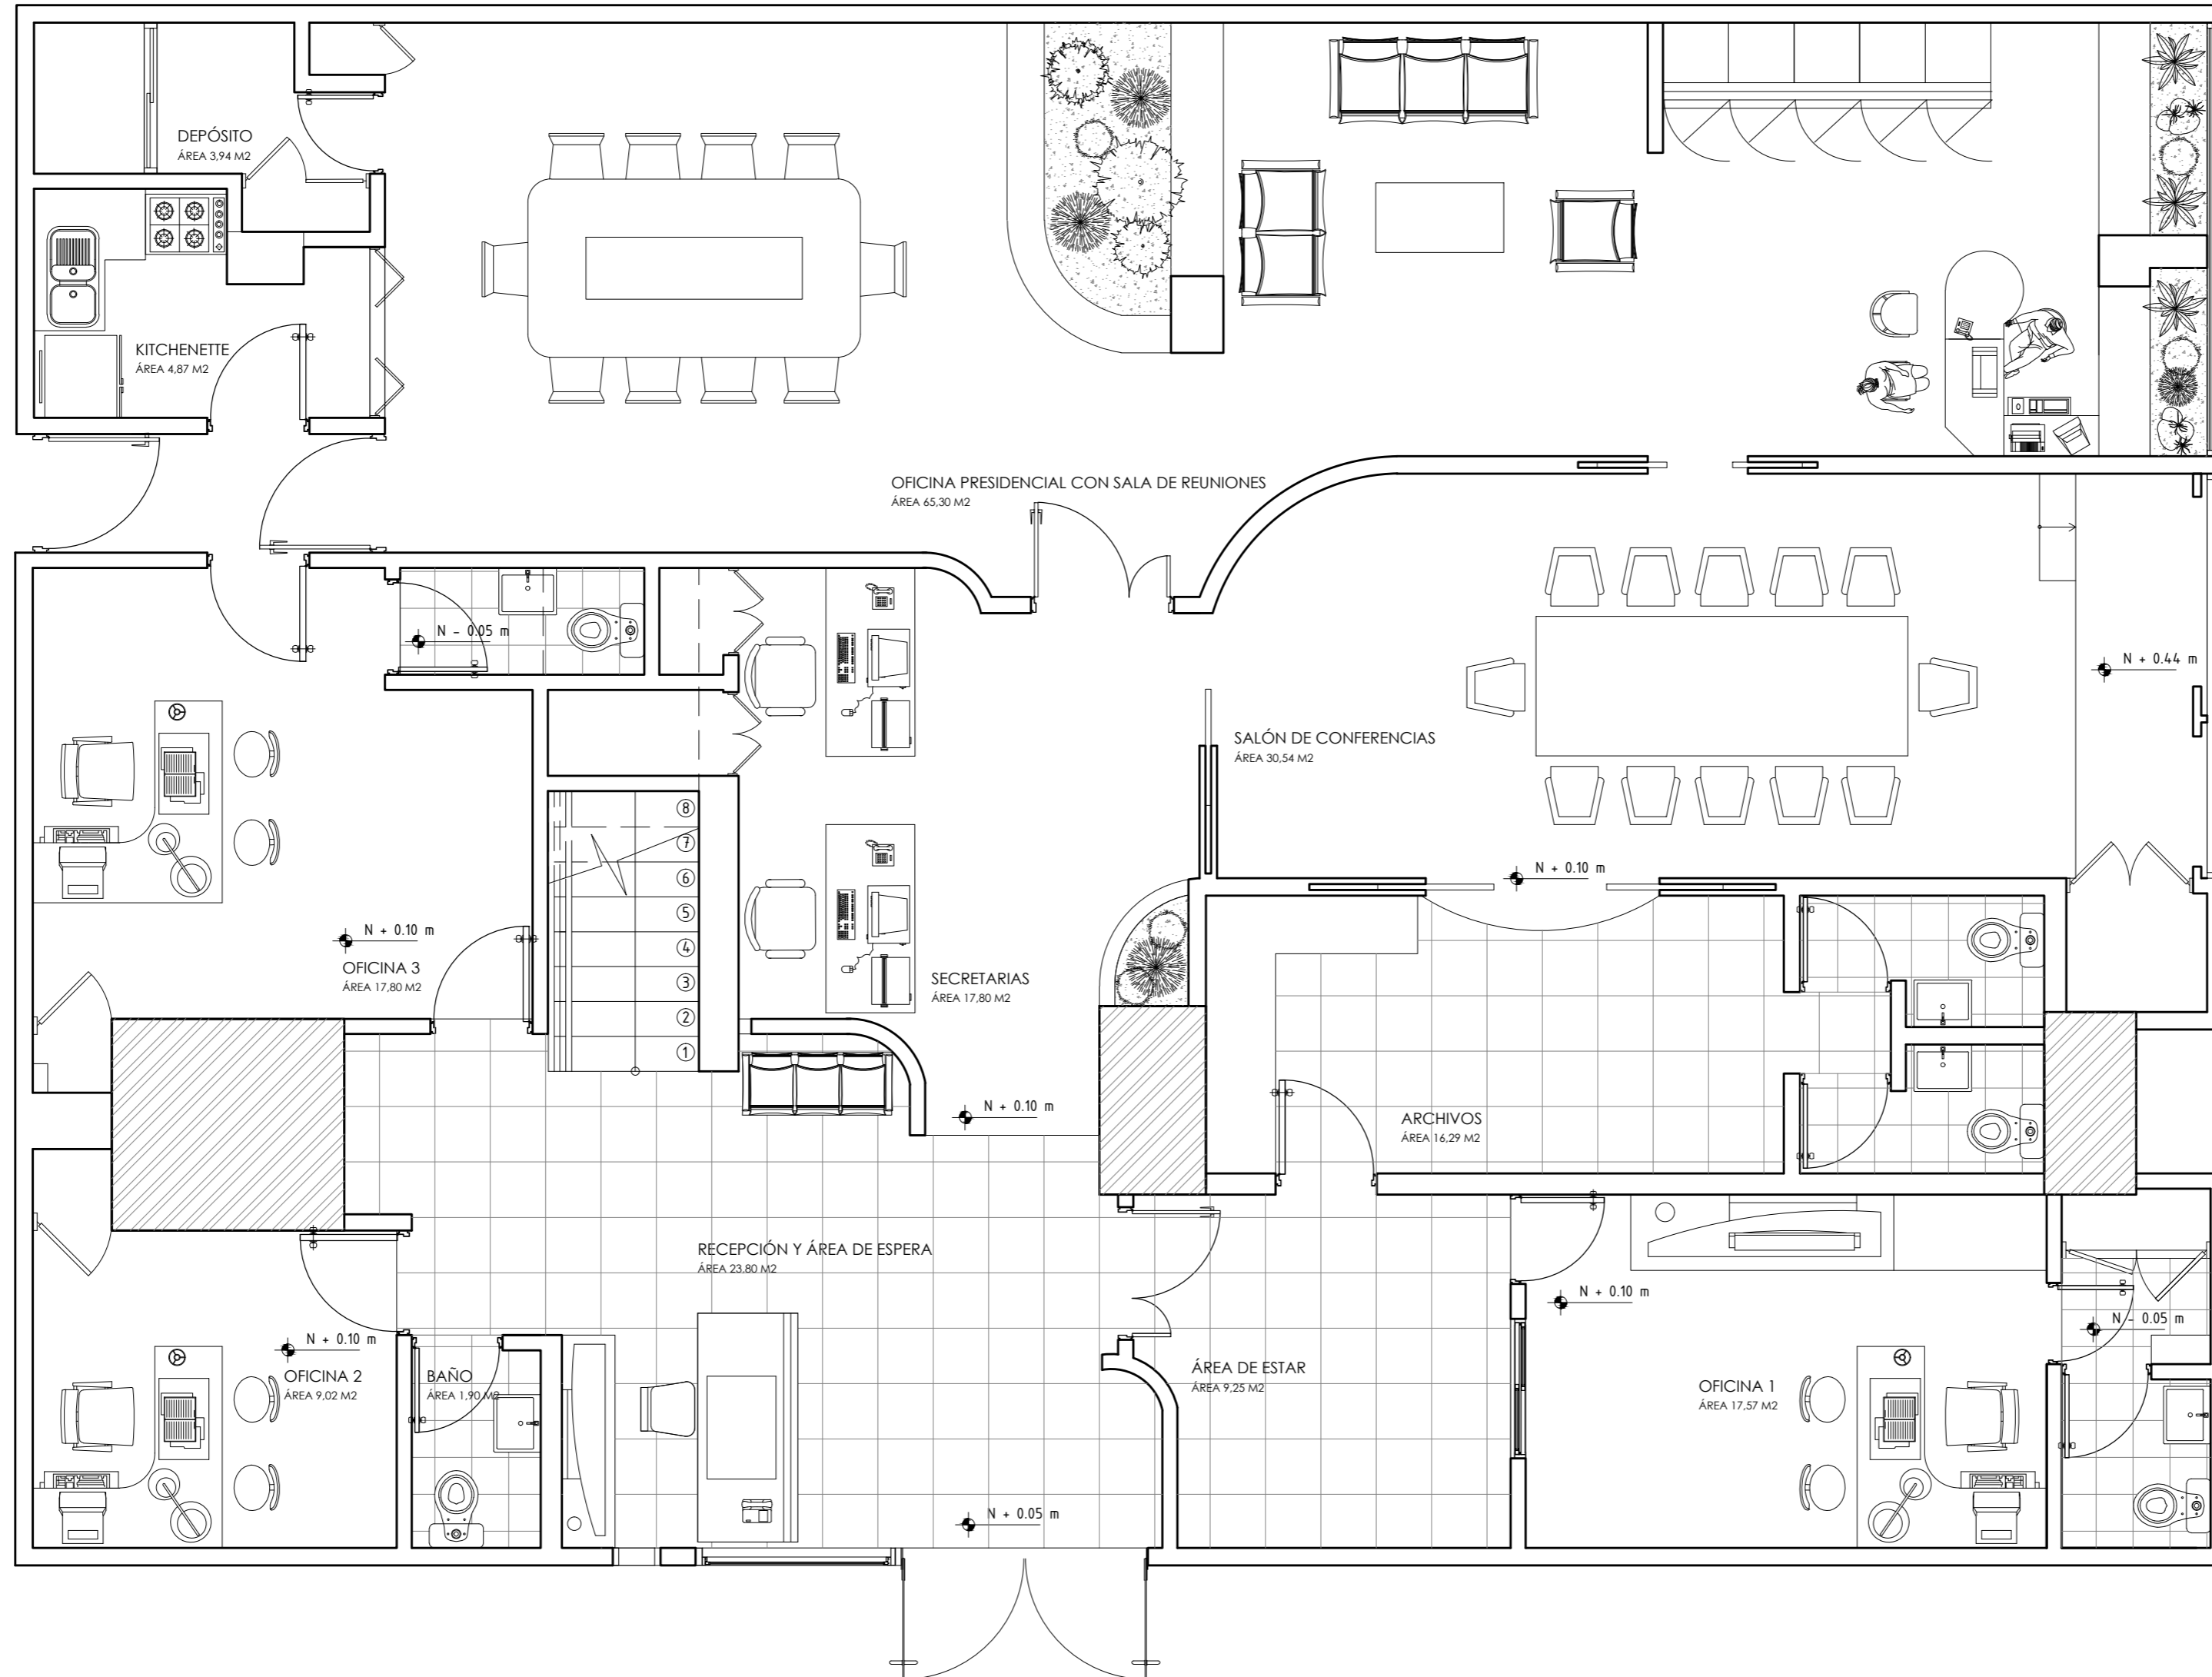 DEPÓSITO
ÁREA 3,94 M2
KITCHENETTE
ÁREA 4,87 M2
OFICINA PRESIDENCIAL CON SALA DE REUNIONES
ÁREA 65,30 M2
N - 0.05 m
N + 0.44 m
SALÓN DE CONFERENCIAS
ÁREA 30,54 M2
8
7
6
5
4
3
2
1
N + 0.10 m
N + 0.10 m
OFICINA 3
ÁREA 17,80 M2
SECRETARIAS
ÁREA 17,80 M2
N + 0.10 m
ARCHIVOS
ÁREA 16,29 M2
RECEPCIÓN Y ÁREA DE ESPERA
ÁREA 23,80 M2
N + 0.10 m
N - 0.05 m
N + 0.10 m
OFICINA 2
ÁREA 9,02 M2
BAÑO
ÁREA 1,90 M2
ÁREA DE ESTAR
ÁREA 9,25 M2
OFICINA 1
ÁREA 17,57 M2
N + 0.05 m